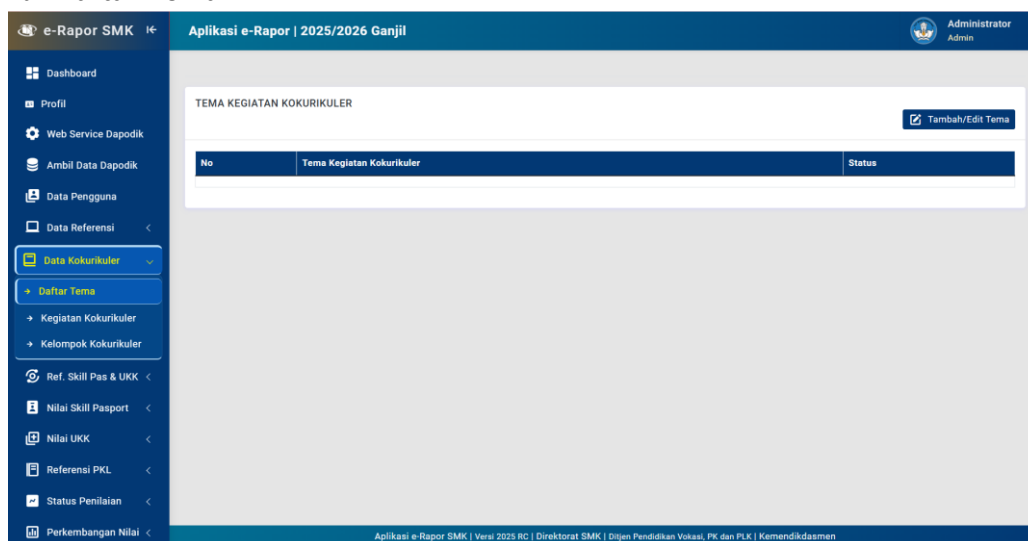 e-Rapor SMK
Aplikasi e-Rapor | 2025/2026 Ganjil
Administrator
Admin
Dashboard
Profil
Web Service Dapodik
Ambil Data Dapodik
Data Pengguna
Data Referensi
Data Kokurikuler
Daftar Tema
Kegiatan Kokurikuler
Kelompok Kokurikuler
Ref. Skill Pas & UKK
Nilai Skill Pasport
Nilai UKK
Referensi PKL
Status Penilaian
Perkembangan Nilai
TEMA KEGIATAN KOKURIKULER
Tambah/Edit Tema
No Tema Kegiatan Kokurikuler Status
Aplikasi e-Rapor SMK | Versi 2025 RC | Direktorat SMK | Ditjen Pendidikan Vokasi, PK dan PLK | Kemendikdasmen